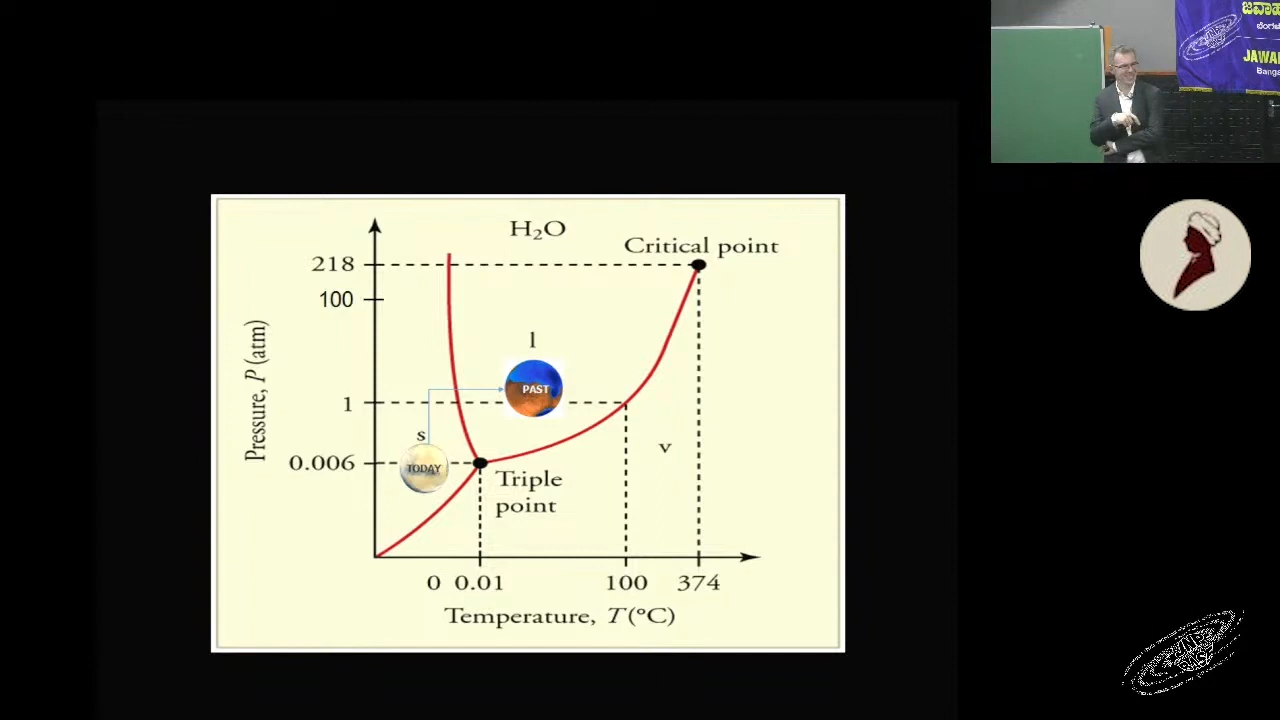 H₂O
Critical point
218
100
l
PAST
1
s
TODAY
0.006
v
Triple
point
0 0.01 100 374
Temperature, T (°C)
Pressure, P (atm)
JAWA
Banga